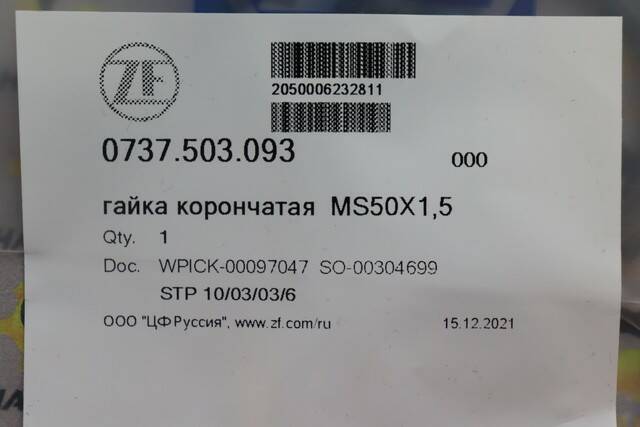 ZF
2050006232811
0737.503.093 000
гайка корончатая MS50X1,5
Qty. 1
Doc. WPICK-00097047 SO-00304699
STP 10/03/03/6
ООО "ЦФ Руссия", www.zf.com/ru 15.12.2021